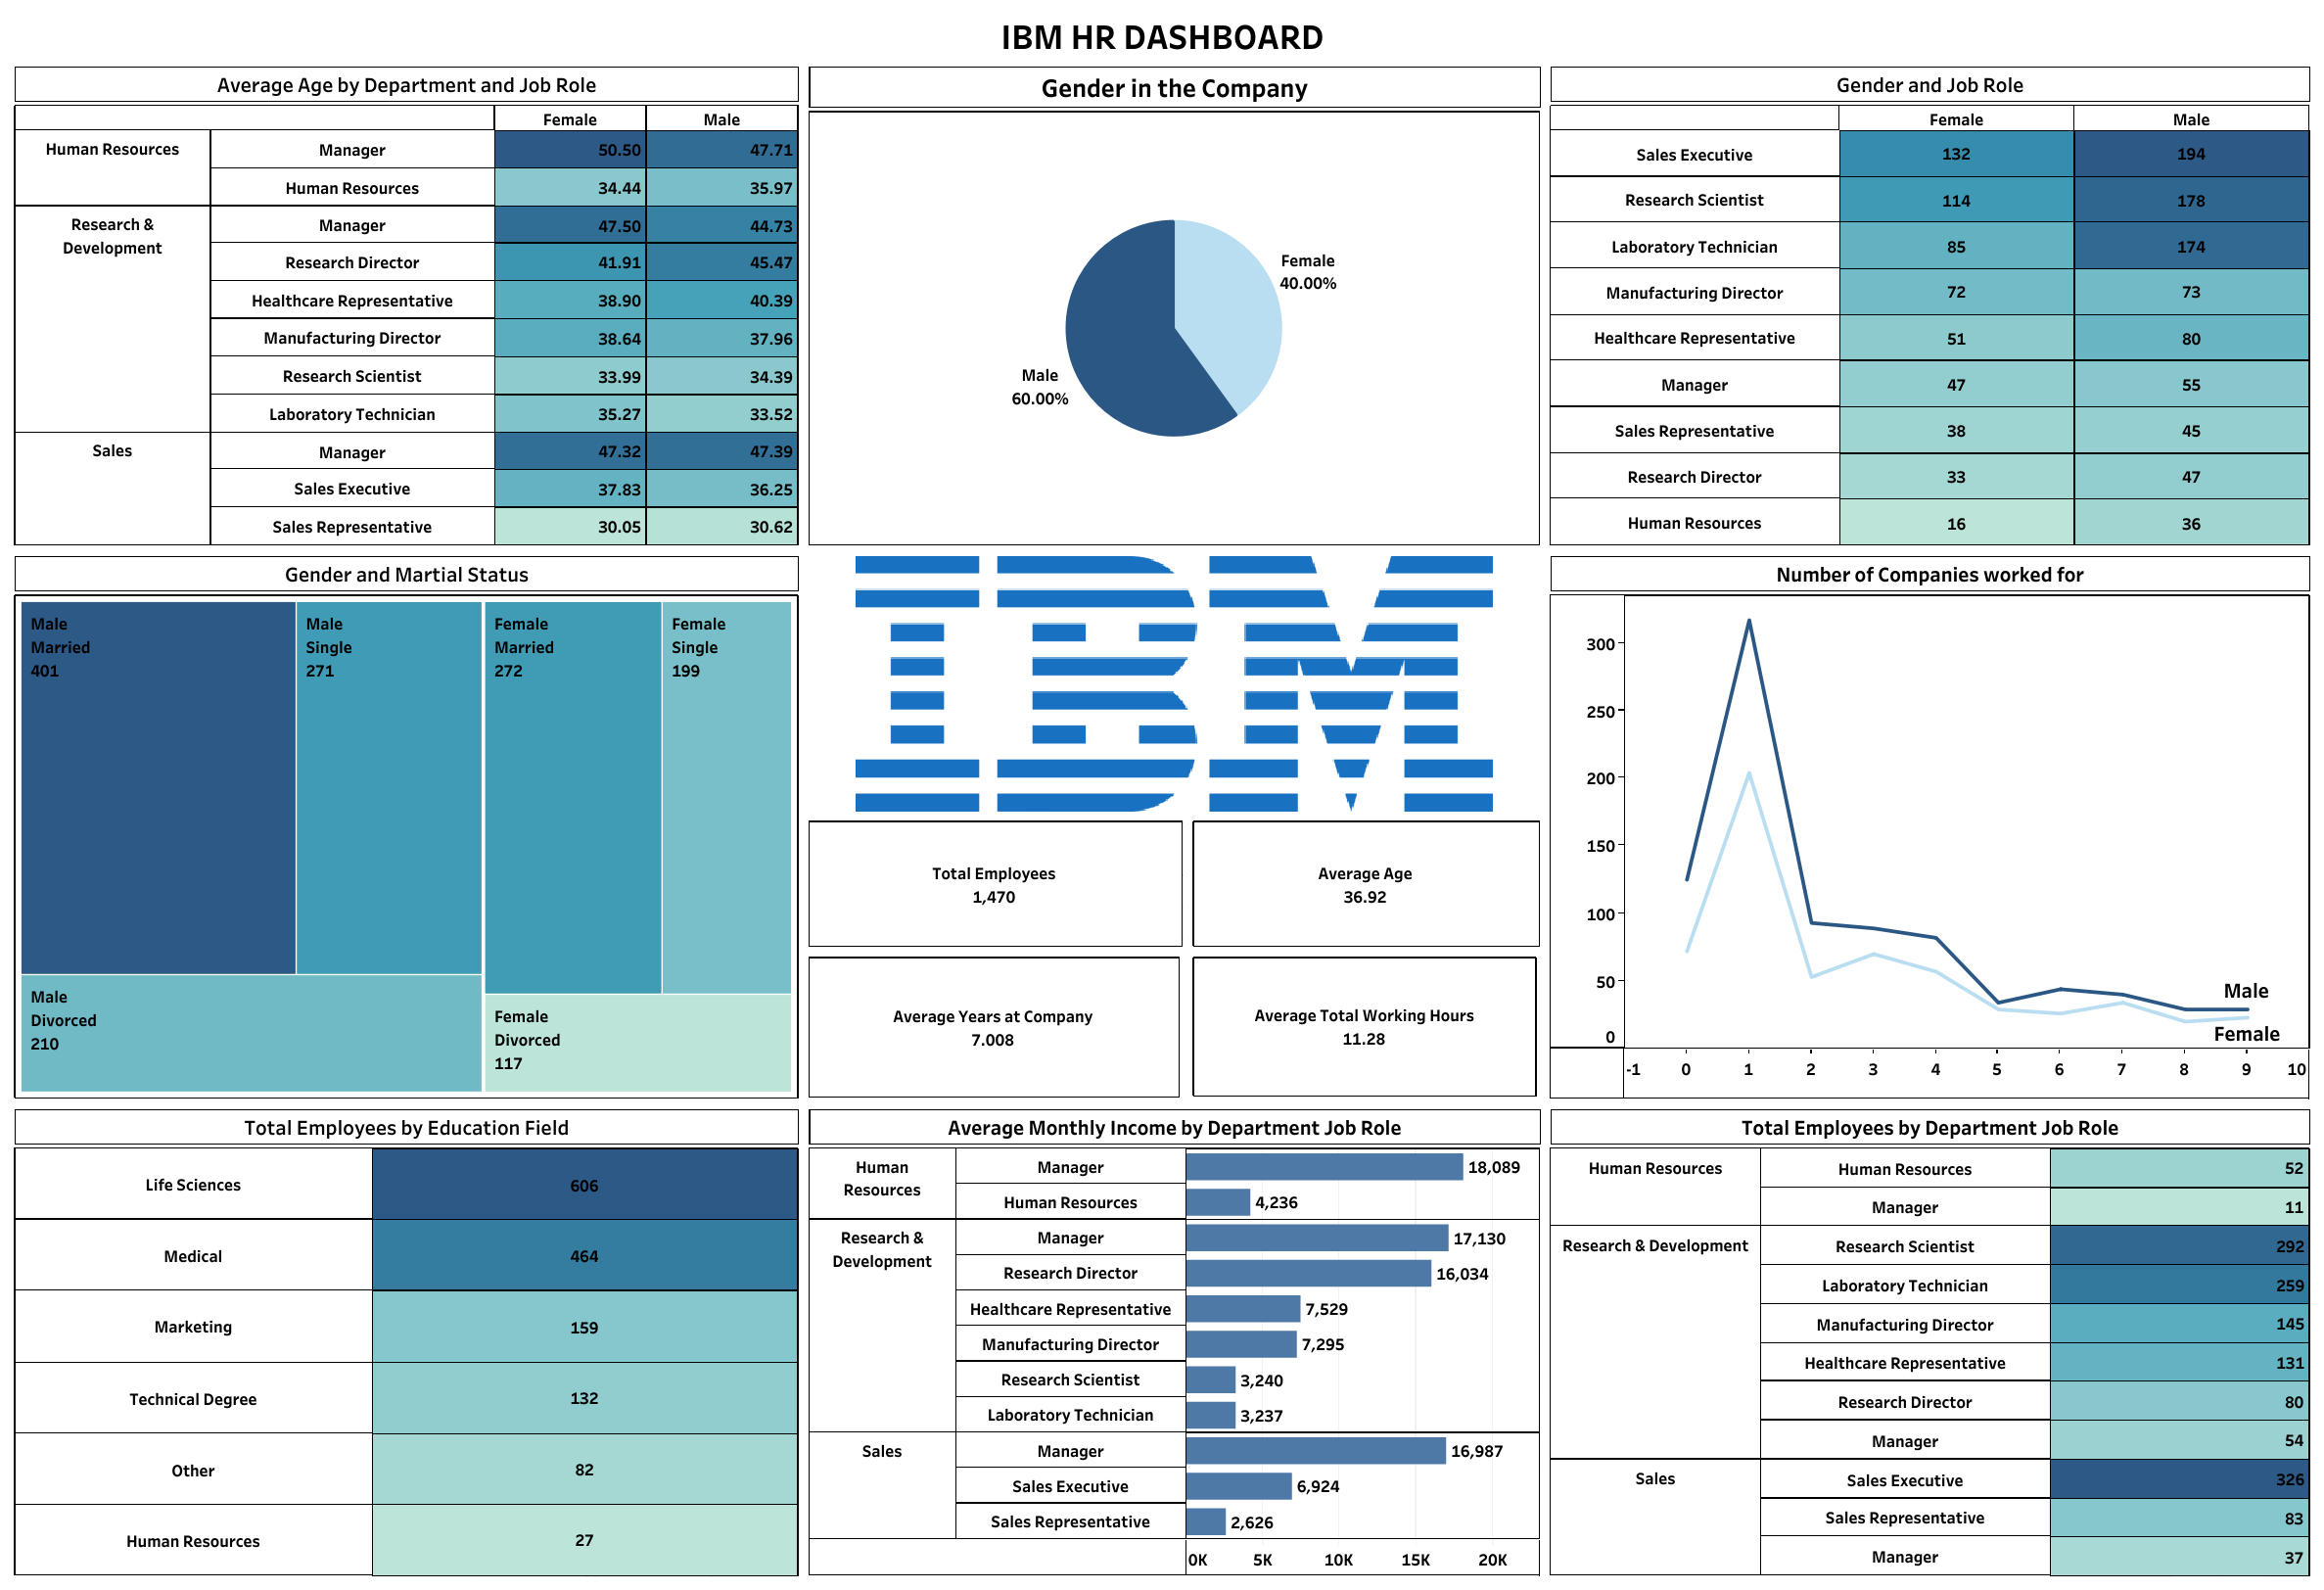 IBM HR DASHBOARD
Average Age by Department and Job Role
Female Male
Human Resources Manager 50.50 47.71
Human Resources 34.44 35.97
Research & Development Manager 47.50 44.73
Research Director 41.91 45.47
Healthcare Representative 38.90 40.39
Manufacturing Director 38.64 37.96
Research Scientist 33.99 34.39
Laboratory Technician 35.27 33.52
Sales Manager 47.32 47.39
Sales Executive 37.83 36.25
Sales Representative 30.05 30.62
Gender in the Company
Female
40.00%
Male
60.00%
Gender and Job Role
Female Male
Sales Executive 132 194
Research Scientist 114 178
Laboratory Technician 85 174
Manufacturing Director 72 73
Healthcare Representative 51 80
Manager 47 55
Sales Representative 38 45
Research Director 33 47
Human Resources 16 36
Gender and Martial Status
Male
Married
401
Male
Single
271
Female
Married
272
Female
Single
199
Male
Divorced
210
Female
Divorced
117
IBM
Total Employees
1,470
Average Age
36.92
Average Years at Company
7.008
Average Total Working Hours
11.28
Number of Companies worked for
300
250
200
150
100
50
0
Male
Female
-1 0 1 2 3 4 5 6 7 8 9 10
Total Employees by Education Field
Life Sciences 606
Medical 464
Marketing 159
Technical Degree 132
Other 82
Human Resources 27
Average Monthly Income by Department Job Role
Human Resources Manager 18,089
Human Resources 4,236
Research & Development Manager 17,130
Research Director 16,034
Healthcare Representative 7,529
Manufacturing Director 7,295
Research Scientist 3,240
Laboratory Technician 3,237
Sales Manager 16,987
Sales Executive 6,924
Sales Representative 2,626
0K 5K 10K 15K 20K
Total Employees by Department Job Role
Human Resources Human Resources 52
Manager 11
Research & Development Research Scientist 292
Laboratory Technician 259
Manufacturing Director 145
Healthcare Representative 131
Research Director 80
Manager 54
Sales Sales Executive 326
Sales Representative 83
Manager 37